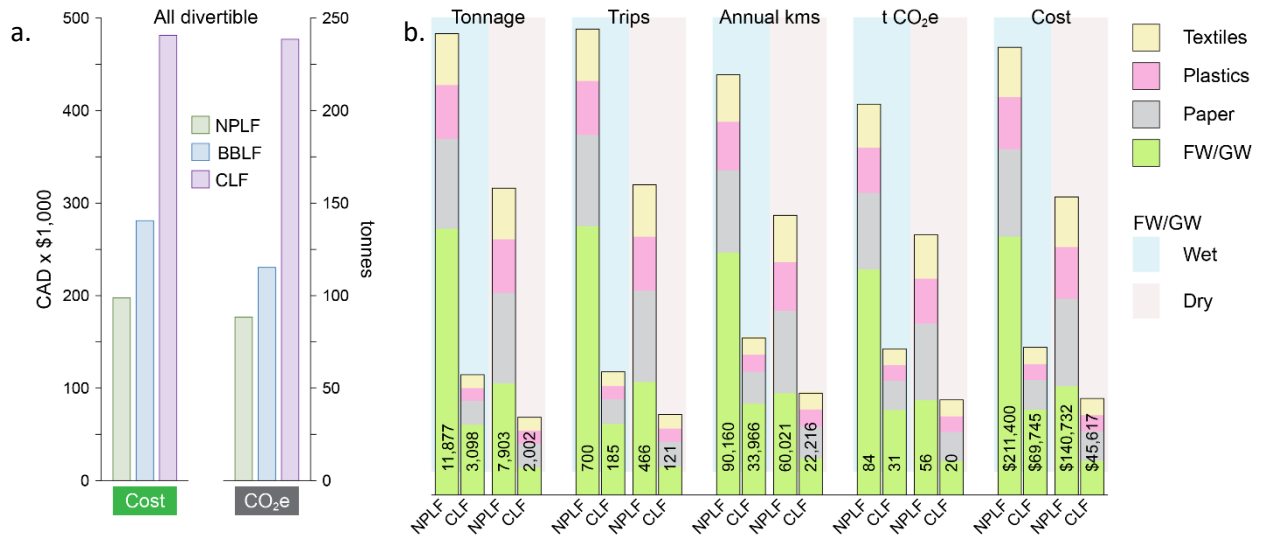 a.
All divertible
500
400
300
200
100
0
CAD x $1,000
250
200
150
100
50
0
tonnes
NPLF
BBLF
CLF
Cost
CO₂e
b.
Tonnage
Trips
Annual kms
t CO₂e
Cost
11,877
3,098
7,903
2,002
700
185
466
121
90,160
33,966
60,021
22,216
84
31
56
20
$211,400
$69,745
$140,732
$45,617
NPLF
CLF
NPLF
CLF
NPLF
CLF
NPLF
CLF
NPLF
CLF
NPLF
CLF
NPLF
CLF
NPLF
CLF
NPLF
CLF
NPLF
CLF
Textiles
Plastics
Paper
FW/GW
FW/GW
Wet
Dry